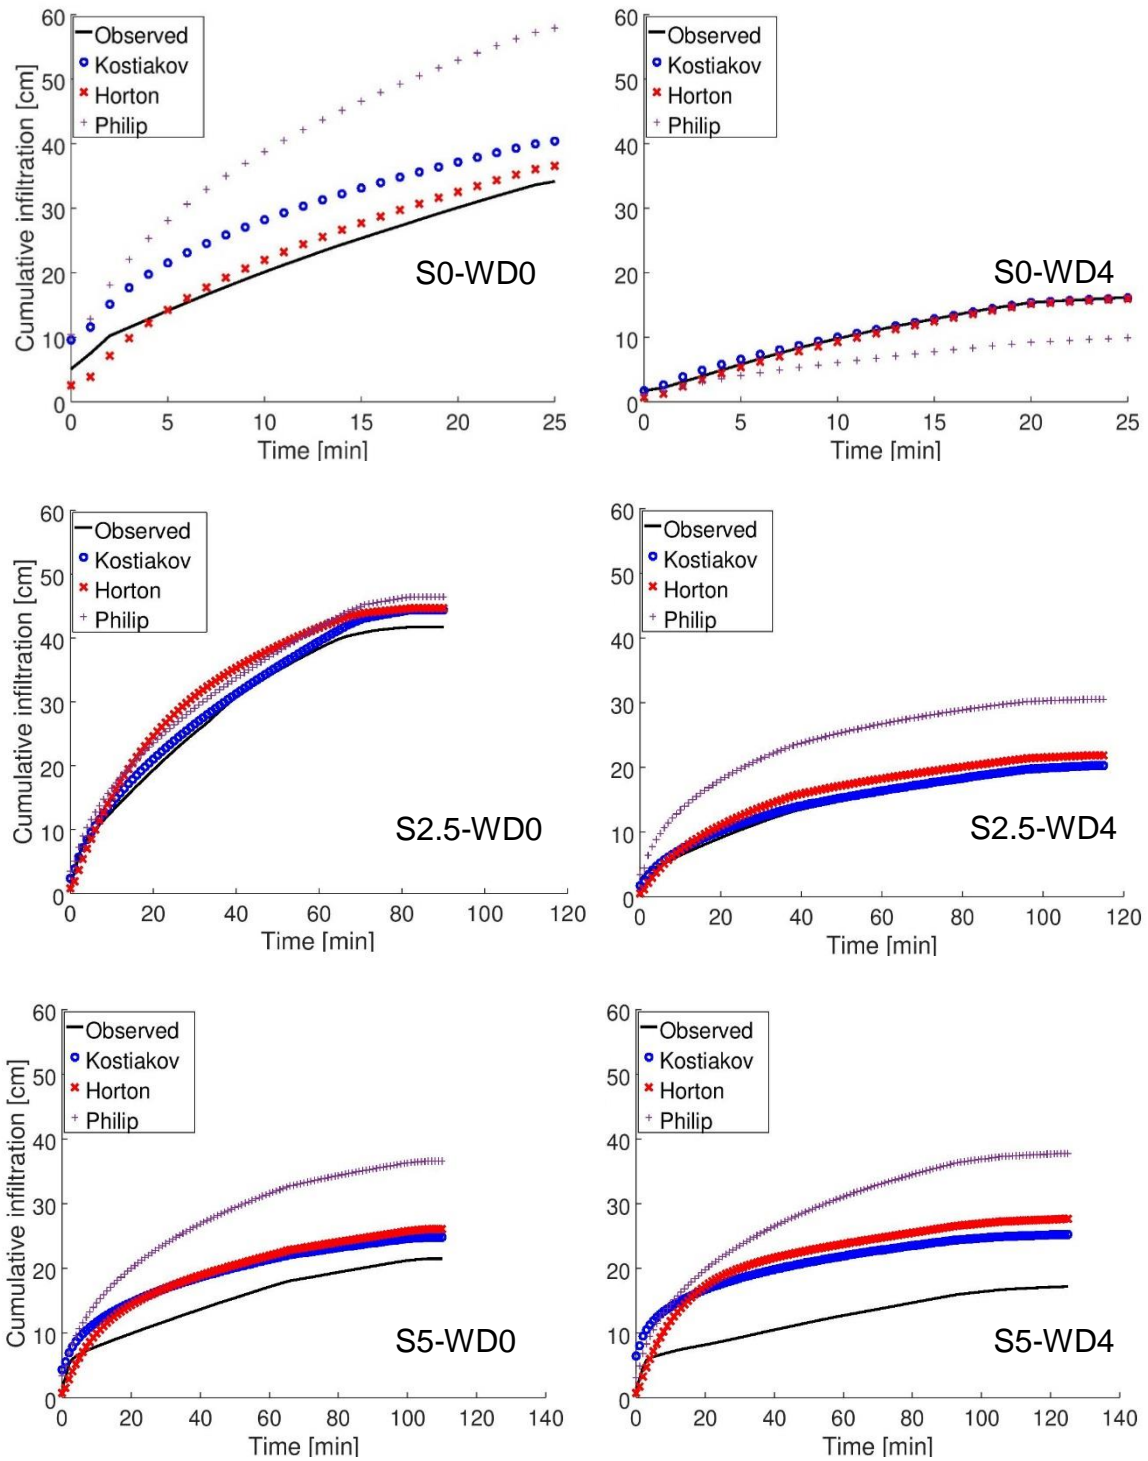 Cumulative infiltration [cm]
60
50
40
30
20
10
0
Observed
Kostiakov
Horton
Philip
S0-WD0
0 5 10 15 20 25
Time [min]
60
50
40
30
20
10
0
Observed
Kostiakov
Horton
Philip
S0-WD4
0 5 10 15 20 25
Time [min]
Cumulative infiltration [cm]
60
50
40
30
20
10
0
Observed
Kostiakov
Horton
Philip
S2.5-WD0
0 20 40 60 80 100 120
Time [min]
60
50
40
30
20
10
0
Observed
Kostiakov
Horton
Philip
S2.5-WD4
0 20 40 60 80 100 120
Time [min]
Cumulative infiltration [cm]
60
50
40
30
20
10
0
Observed
Kostiakov
Horton
Philip
S5-WD0
0 20 40 60 80 100 120 140
Time [min]
60
50
40
30
20
10
0
Observed
Kostiakov
Horton
Philip
S5-WD4
0 20 40 60 80 100 120 140
Time [min]